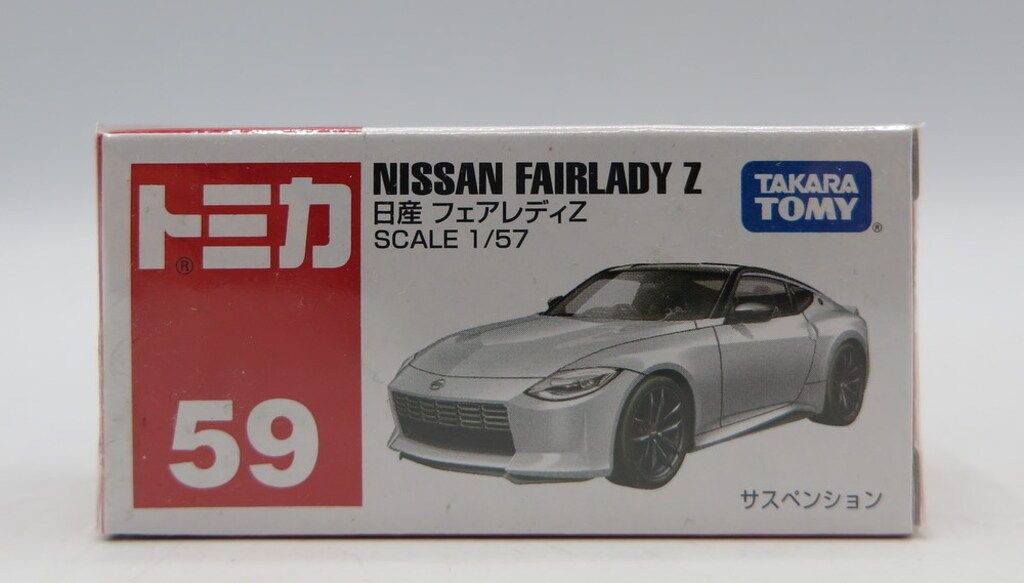 トミカ
®
59
NISSAN FAIRLADY Z
日産 フェアレディZ
SCALE 1/57
TAKARA
TOMY
®
サスペンション